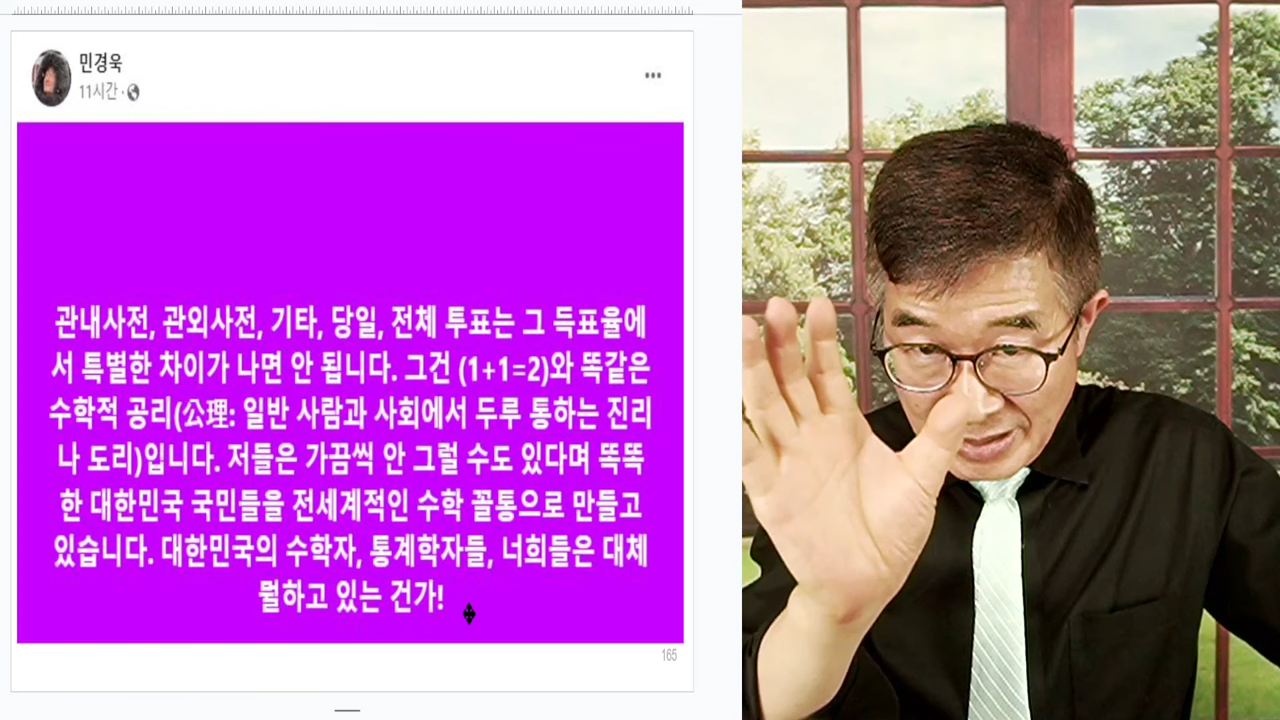 민경욱
11시간 ·
관내사전, 관외사전, 기타, 당일, 전체 투표는 그 득표율에
서 특별한 차이가 나면 안 됩니다. 그건 (1+1=2)와 똑같은
수학적 공리(公理: 일반 사람과 사회에서 두루 통하는 진리
나 도리)입니다. 저들은 가끔씩 안 그럴 수도 있다며 똑똑
한 대한민국 국민들을 전세계적인 수학 꼴통으로 만들고
있습니다. 대한민국의 수학자, 통계학자들, 너희들은 대체
뭘하고 있는 건가!
165